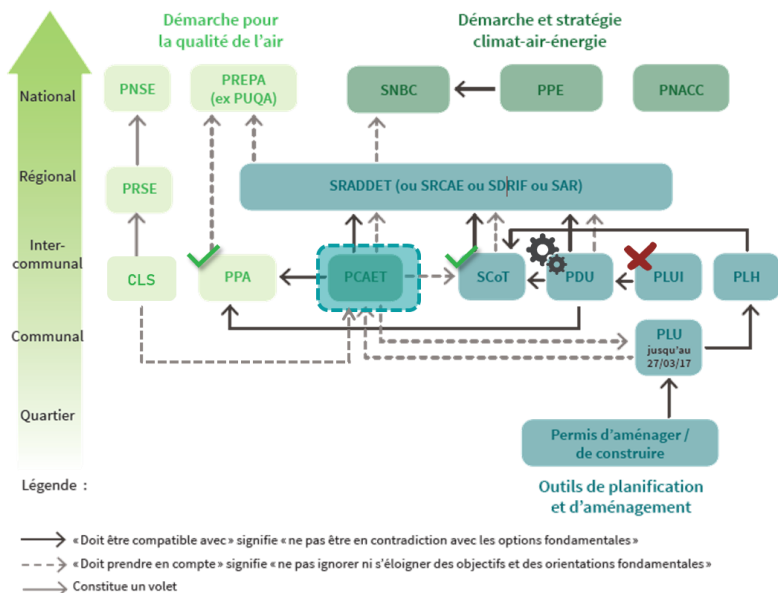 Démarche pour
la qualité de l'air
Démarche et stratégie
climat-air-énergie
National
PNSE
PREPA
(ex PUQA)
SNBC
PPE
PNACC
Régional
PRSE
SRADDET (ou SRCAE ou SDRIF ou SAR)
Inter-
communal
CLS
PPA
PCAET
SCoT
PDU
PLUI
PLH
Communal
PLU
jusqu'au
27/03/17
Quartier
Permis d'aménager /
de construire
Légende :
Outils de planification
et d'aménagement
« Doit être compatible avec » signifie « ne pas être en contradiction avec les options fondamentales »
« Doit prendre en compte » signifie « ne pas ignorer ni s'éloigner des objectifs et des orientations fondamentales »
Constitue un volet